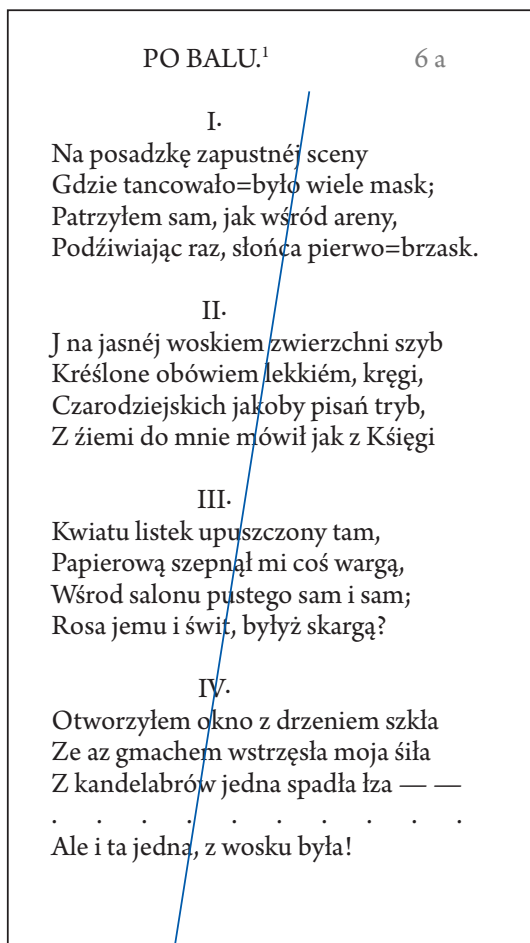 PO BALU.¹ 6 a
I.
Na posadzkę zapustnéj sceny
Gdzie tancowało=było wiele mask;
Patrzyłem sam, jak wśród areny,
Podźiwiając raz, słońca pierwo=brzask.
II.
J na jasnéj woskiem zwierzchni szyb
Kréślone obówiem lekkiém, kręgi,
Czarodziejskich jakoby pisań tryb,
Z źiemi do mnie mówił jak z Kśięgi
III.
Kwiatu listek upuszczony tam,
Papierową szepnął mi coś wargą,
Wśrod salonu pustego sam i sam;
Rosa jemu i świt, byłyż skargą?
IV.
Otworzyłem okno z drzeniem szkła
Ze az gmachem wstrzęsła moja śiła
Z kandelabrów jedna spadła łza — —
. . . . . . . . . .
Ale i ta jedna, z wosku była!